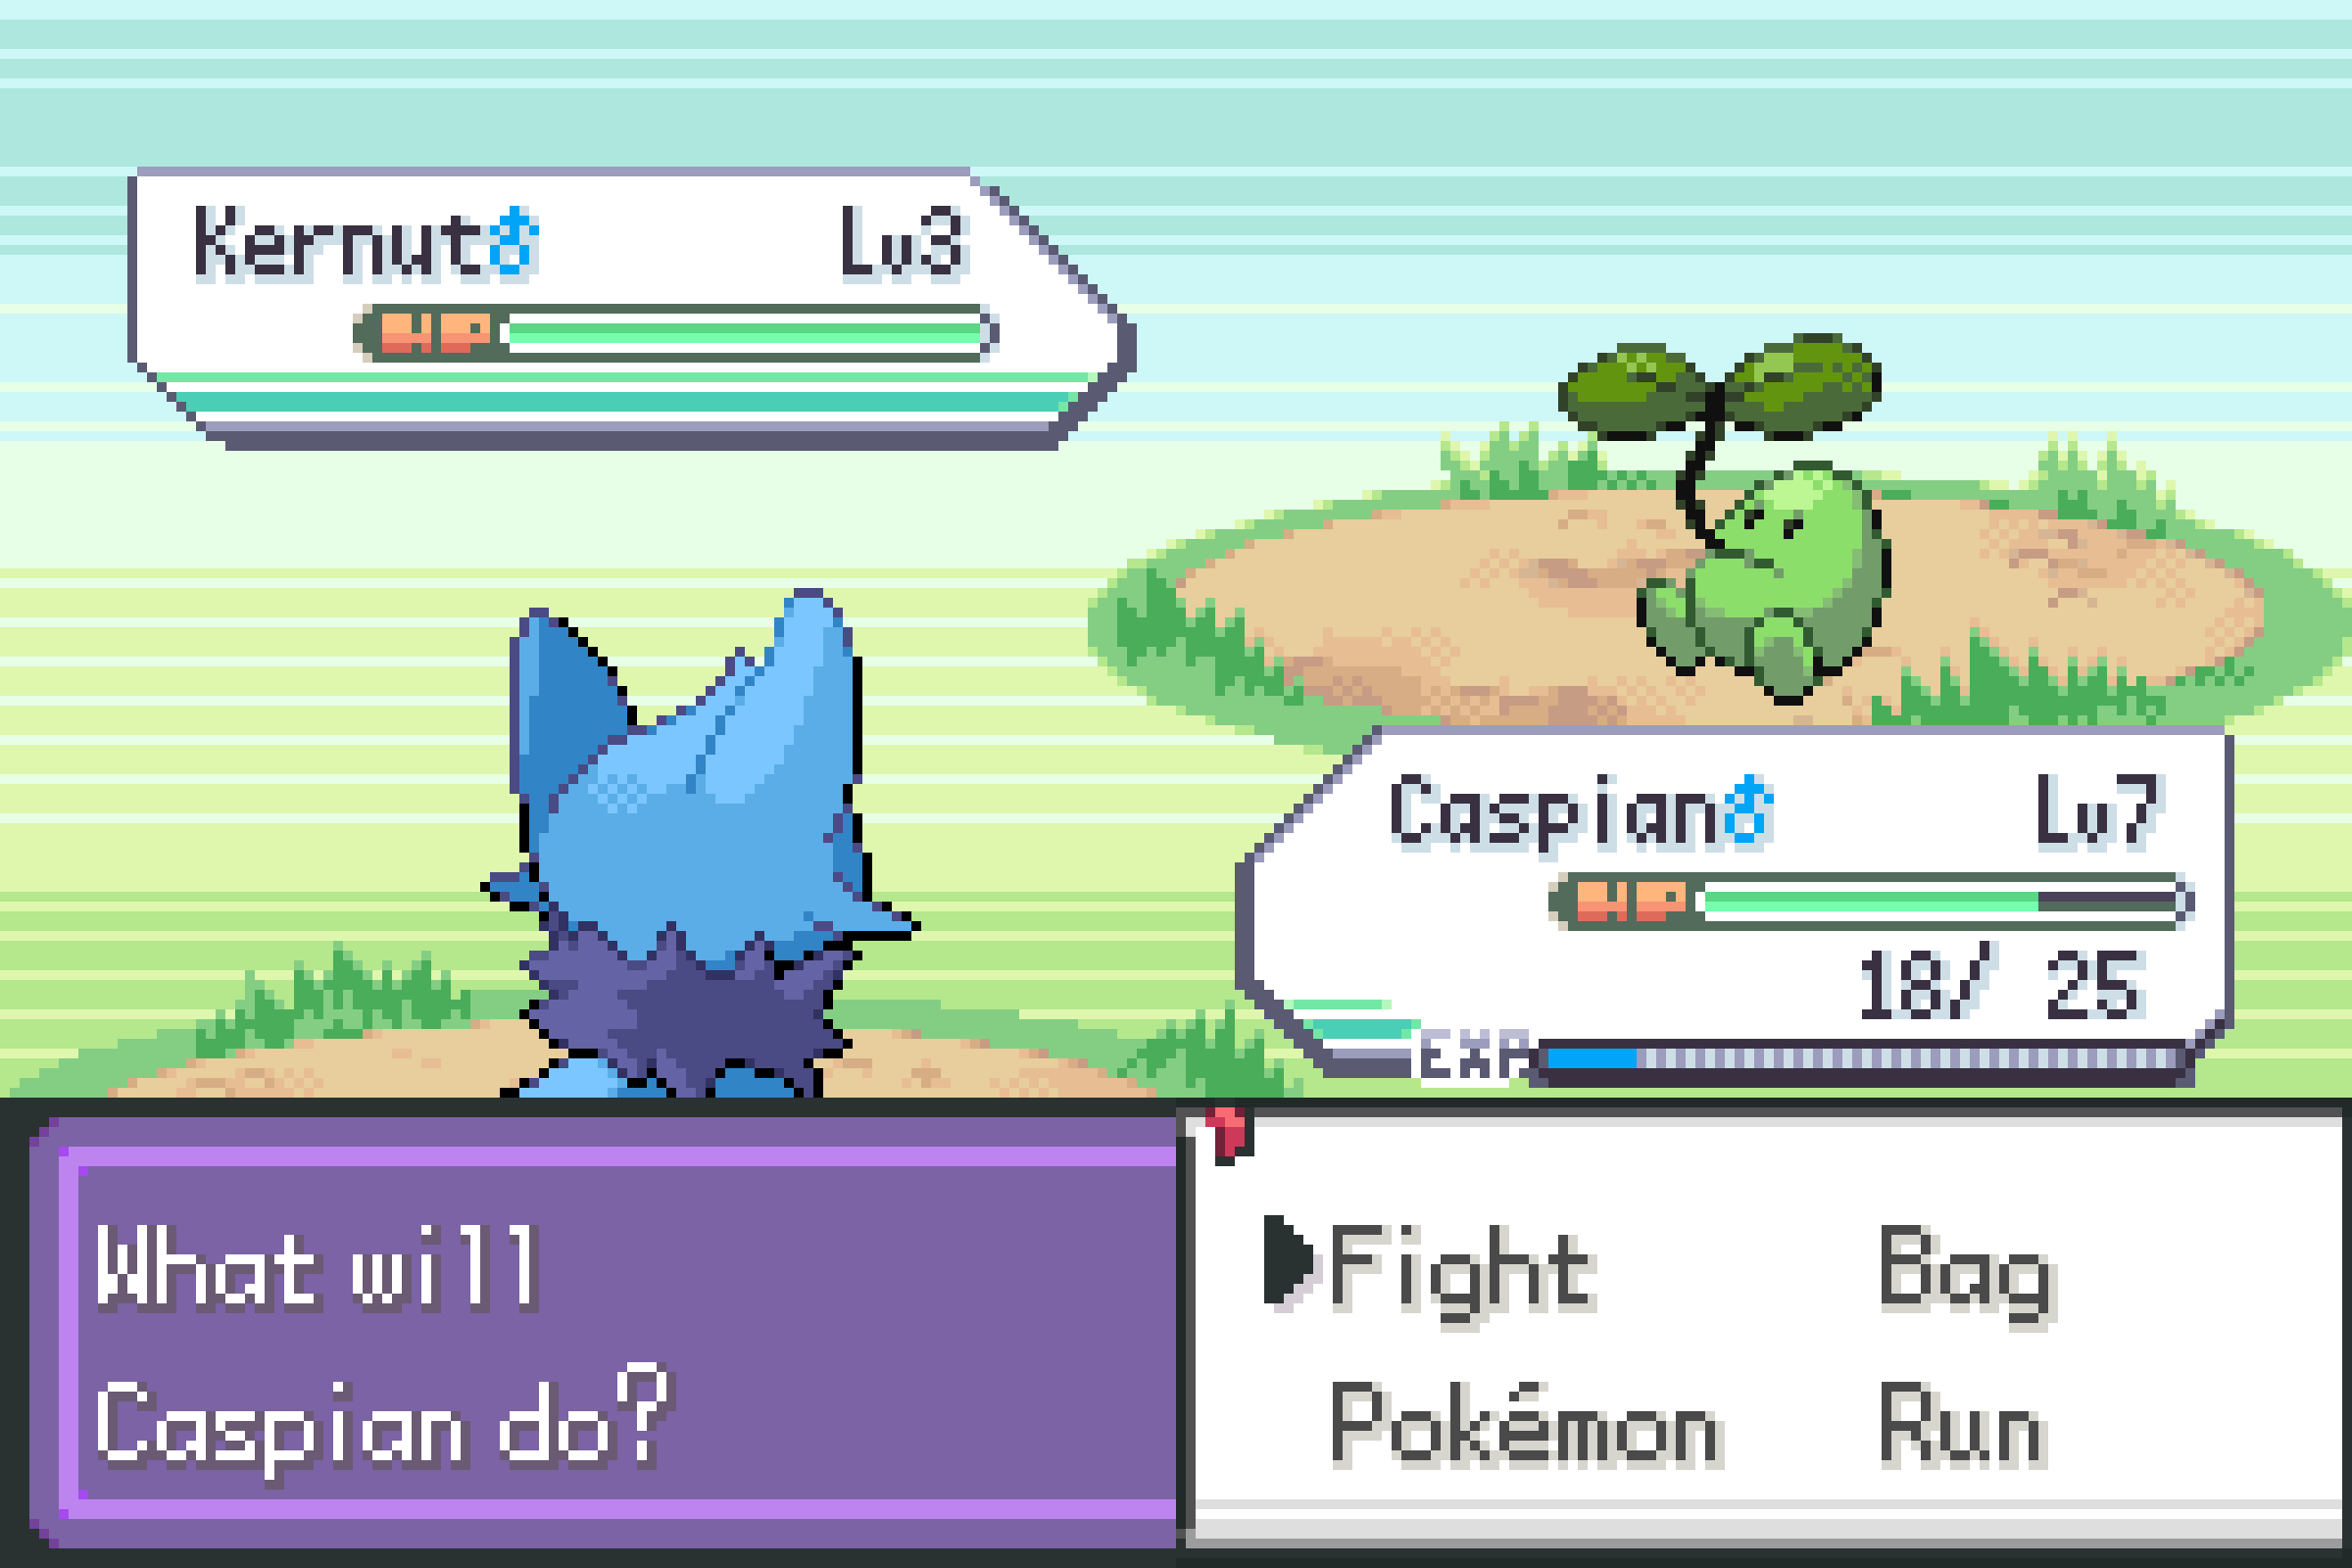 Kernut♂ Lv3
HP
Caspian♂ Lv7
HP
18/ 25
EXP
What will
Caspian do?
Fight Bag
Pokémon Run